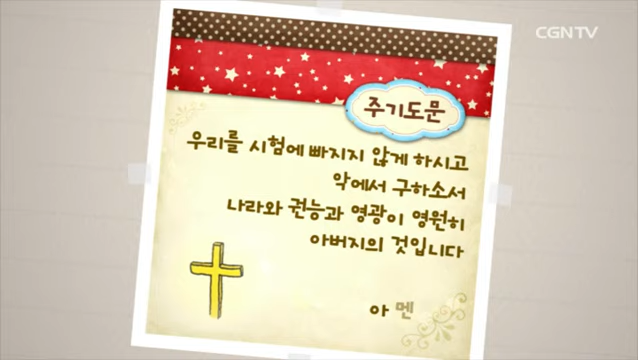 CGNTV
주기도문
우리를 시험에 빠지지 않게 하시고
악에서 구하소서
나라와 권능과 영광이 영원히
아버지의 것입니다
아멘